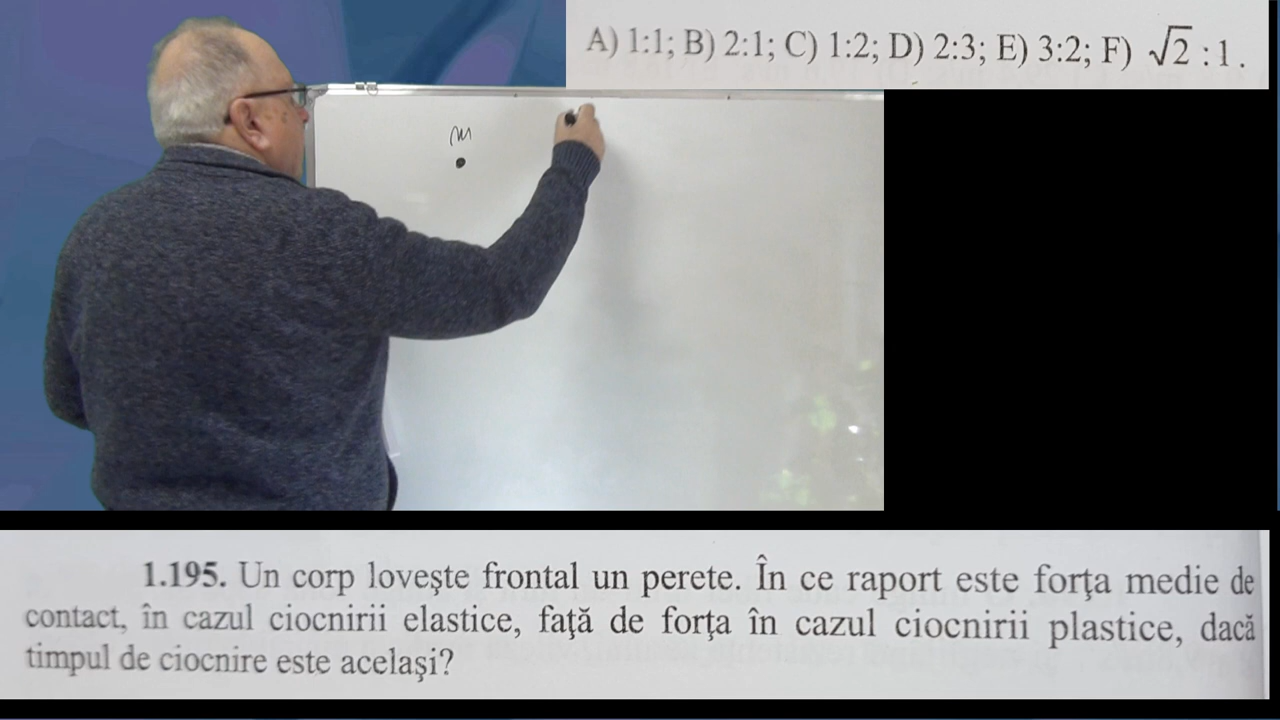 A) 1:1; B) 2:1; C) 1:2; D) 2:3; E) 3:2; F) √2 : 1.
m
1.195. Un corp loveşte frontal un perete. În ce raport este forţa medie de
contact, în cazul ciocnirii elastice, faţă de forţa în cazul ciocnirii plastice, dacă
timpul de ciocnire este acelaşi?